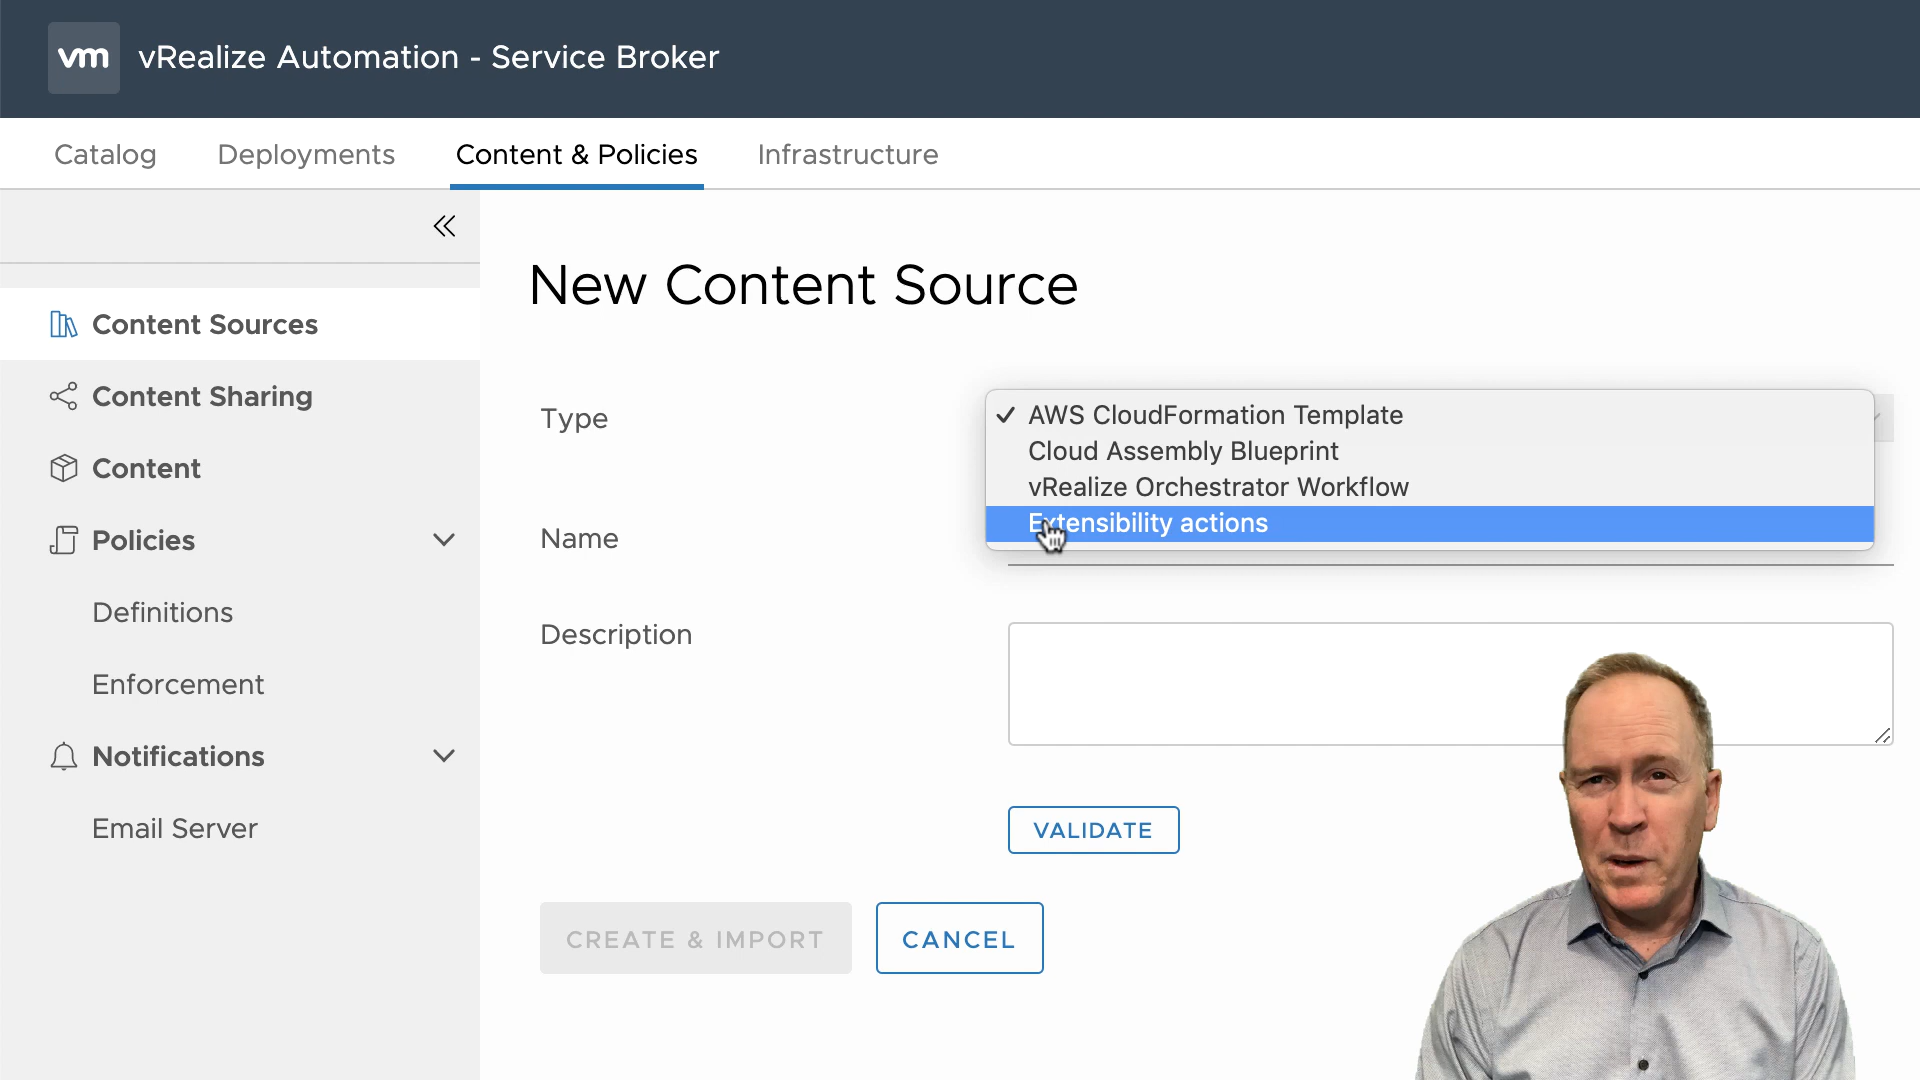 vm vRealize Automation - Service Broker
Catalog Deployments Content & Policies Infrastructure
Content Sources
Content Sharing
Content
Policies
Definitions
Enforcement
Notifications
Email Server
New Content Source
Type
AWS CloudFormation Template
Cloud Assembly Blueprint
vRealize Orchestrator Workflow
Extensibility actions
Name
Description
VALIDATE
CREATE & IMPORT CANCEL